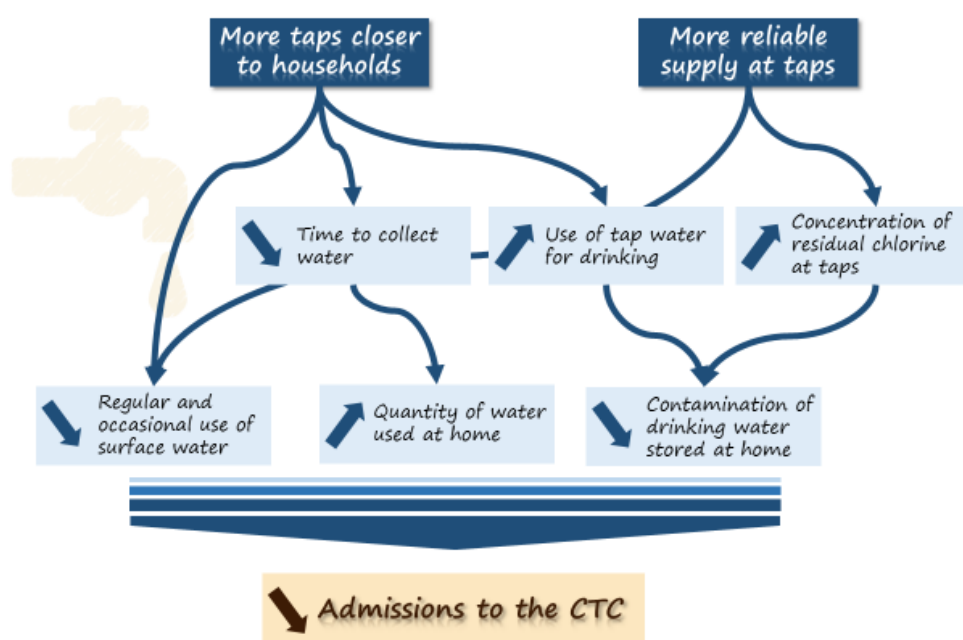 More taps closer
to households
More reliable
supply at taps
Time to collect
water
Use of tap water
for drinking
Concentration of
residual chlorine
at taps
Regular and
occasional use of
surface water
Quantity of water
used at home
Contamination of
drinking water
stored at home
Admissions to the CTC